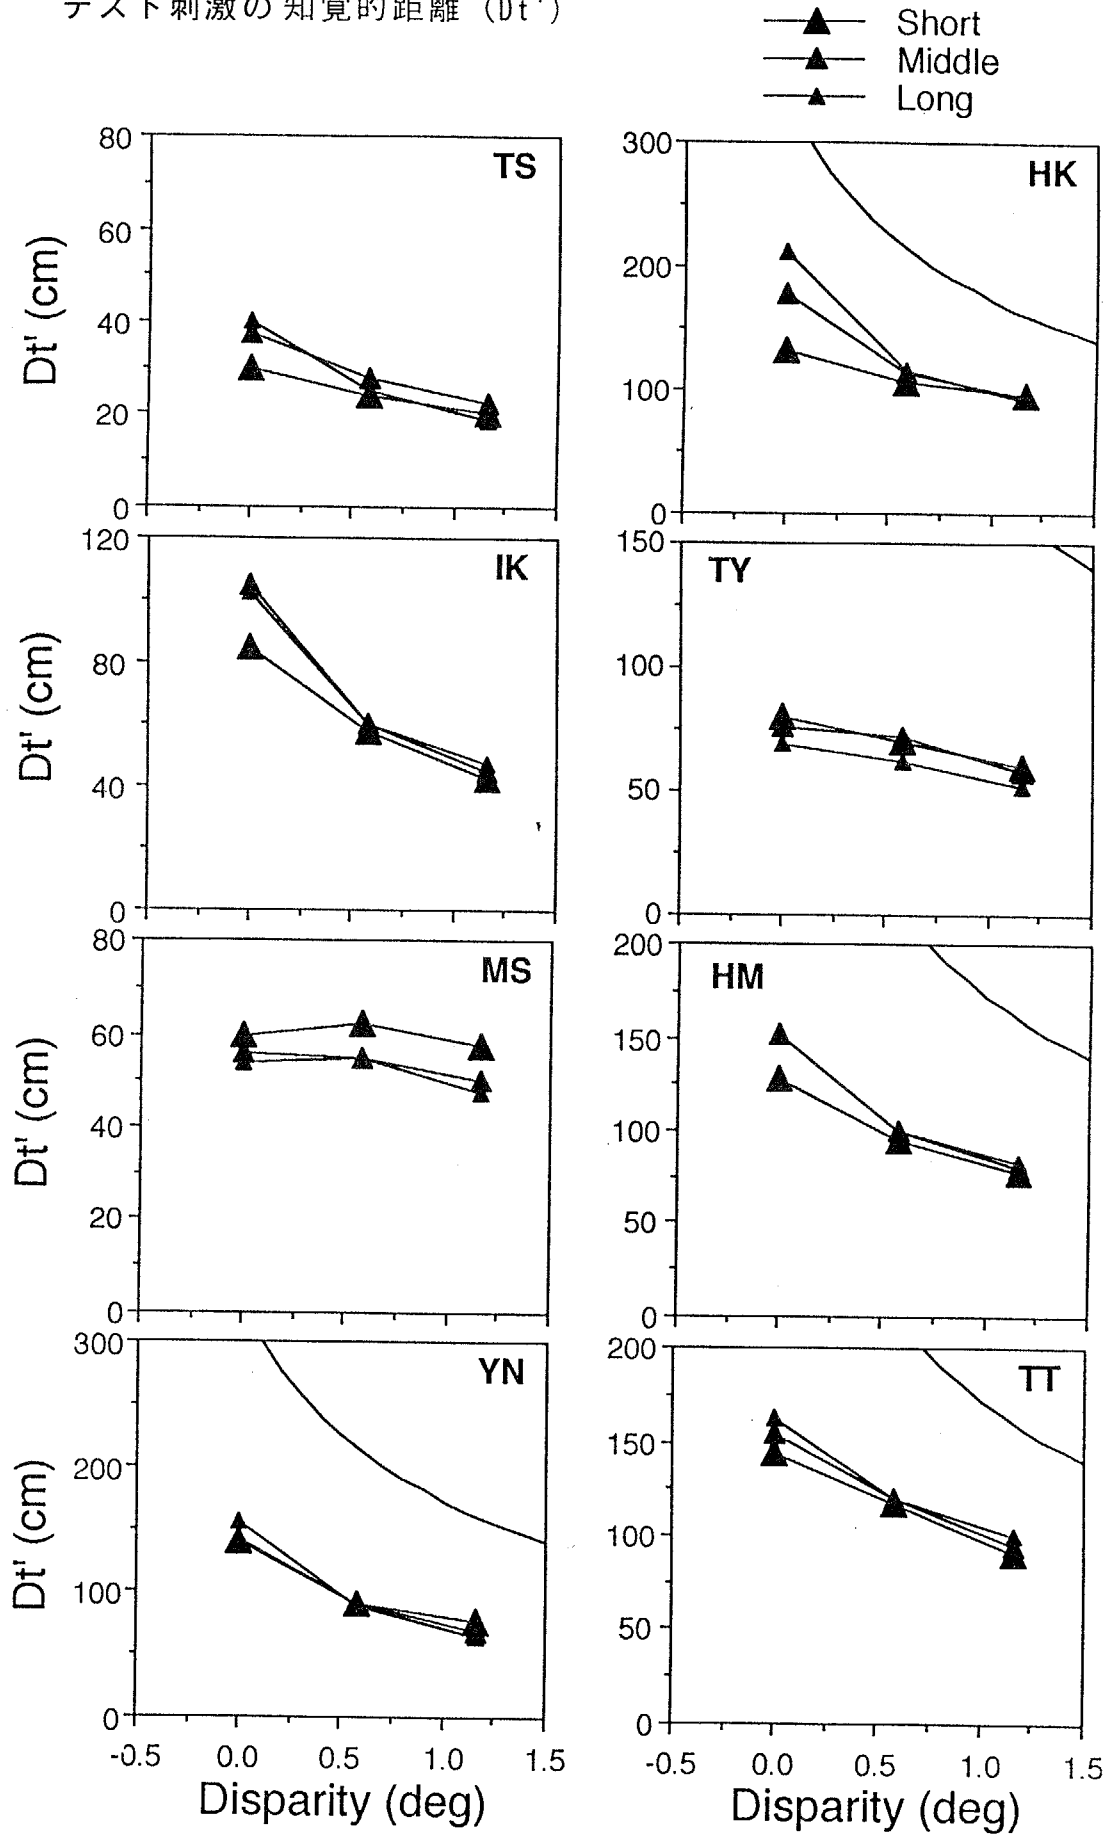 テスト刺激の知覚的距離 (Dt')
Short
Middle
Long
80
60
40
20
0
Dt' (cm)
TS
300
200
100
0
HK
120
80
40
0
Dt' (cm)
IK
150
100
50
0
TY
80
60
40
20
0
Dt' (cm)
MS
200
150
100
50
0
HM
300
200
100
0
Dt' (cm)
YN
-0.5 0.0 0.5 1.0 1.5
Disparity (deg)
200
150
100
50
0
TT
-0.5 0.0 0.5 1.0 1.5
Disparity (deg)